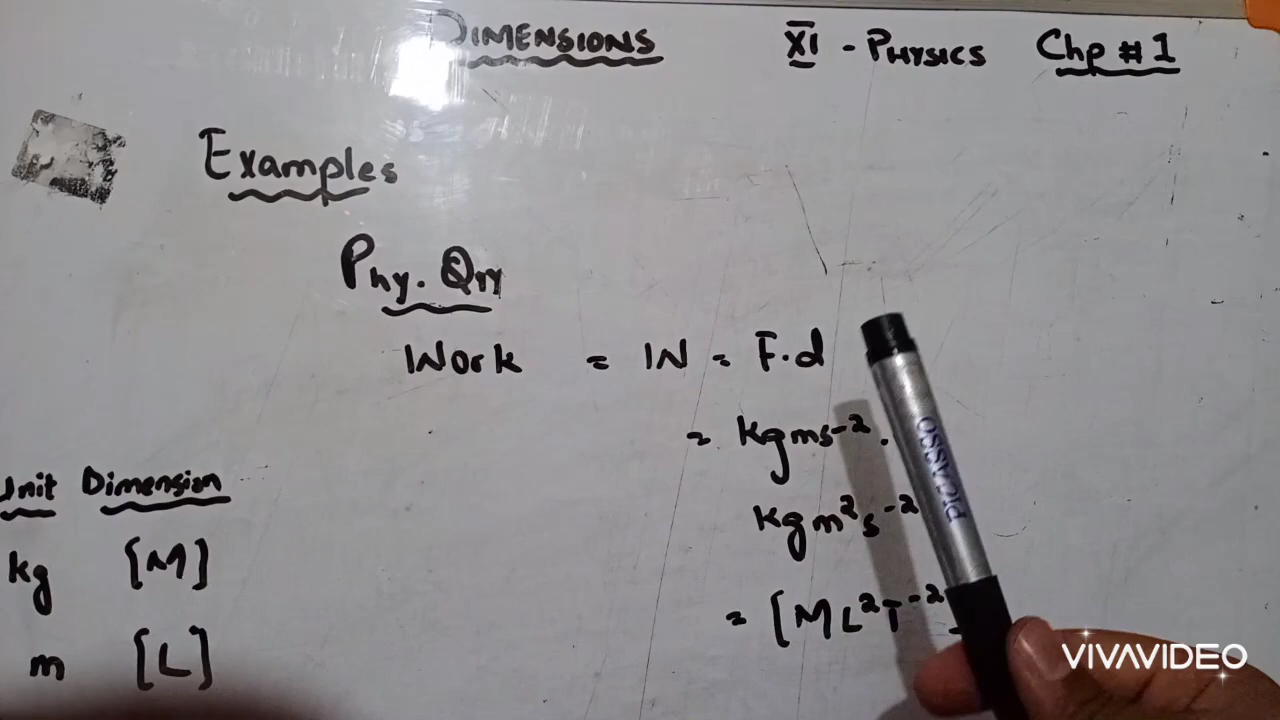 DIMENSIONS XI - PHYSICS Chp # 1
Examples
Phy. Qty
Work = W = F.d
= kgms-².
kgm²s-²
= [ML²T-²
Unit Dimension
kg [M]
m [L]
PICASSO
VIVAVIDEO